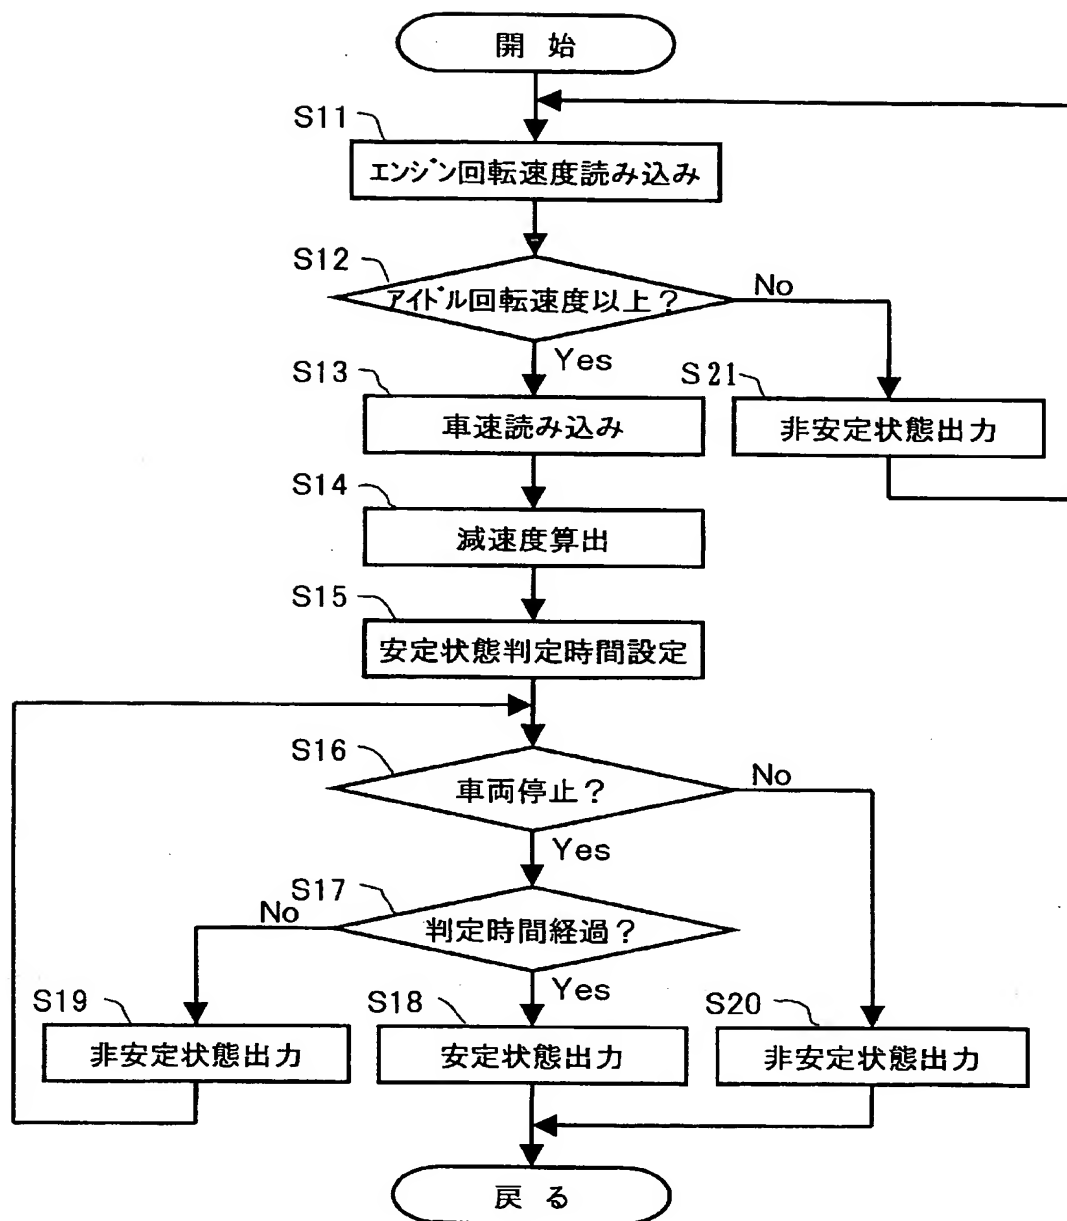 開 始
S11
エンジン回転速度読み込み
S12
アイドル回転速度以上？
No
Yes
S13
車速読み込み
S21
非安定状態出力
S14
減速度算出
S15
安定状態判定時間設定
S16
車両停止？
No
Yes
S17
判定時間経過？
No
Yes
S19
非安定状態出力
S18
安定状態出力
S20
非安定状態出力
戻 る